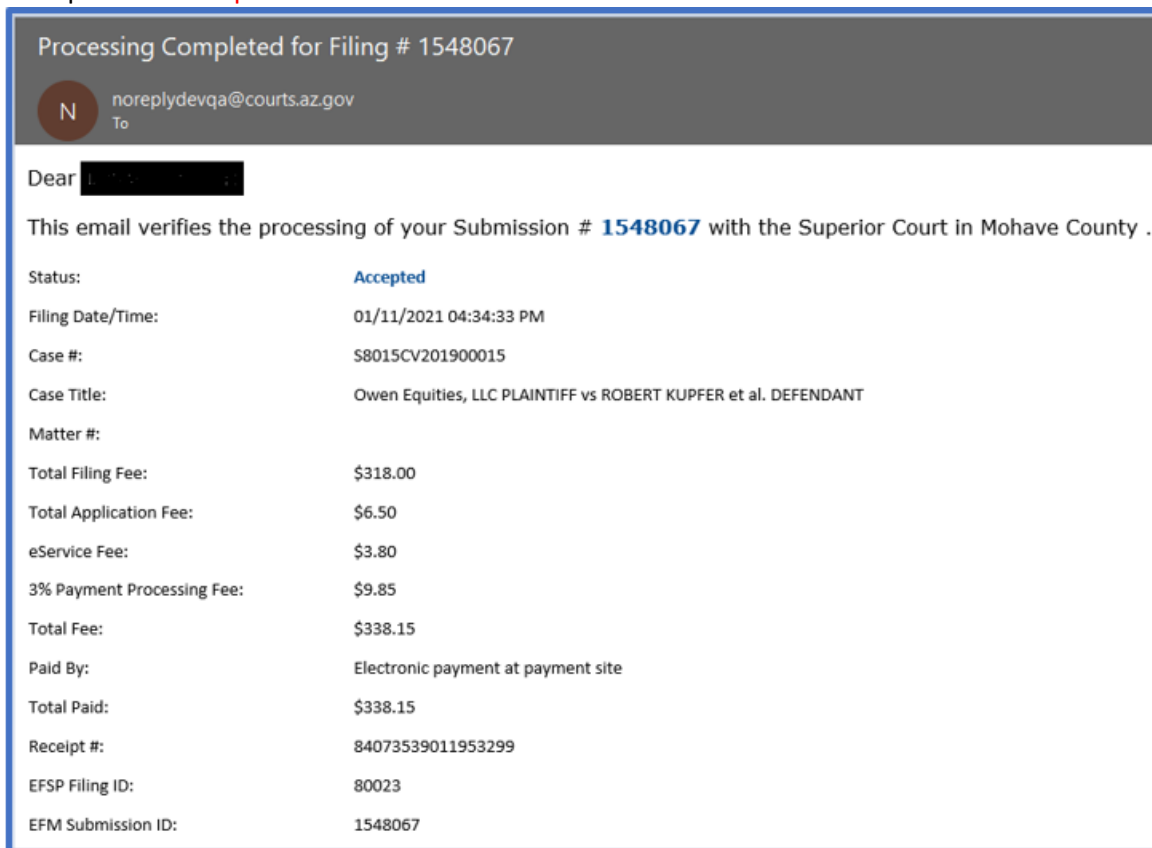 Processing Completed for Filing # 1548067
N
noreplydevqa@courts.az.gov
To
Dear
This email verifies the processing of your Submission # 1548067 with the Superior Court in Mohave County .
Status: Accepted
Filing Date/Time: 01/11/2021 04:34:33 PM
Case #: S8015CV201900015
Case Title: Owen Equities, LLC PLAINTIFF vs ROBERT KUPFER et al. DEFENDANT
Matter #:
Total Filing Fee: $318.00
Total Application Fee: $6.50
eService Fee: $3.80
3% Payment Processing Fee: $9.85
Total Fee: $338.15
Paid By: Electronic payment at payment site
Total Paid: $338.15
Receipt #: 84073539011953299
EFSP Filing ID: 80023
EFM Submission ID: 1548067